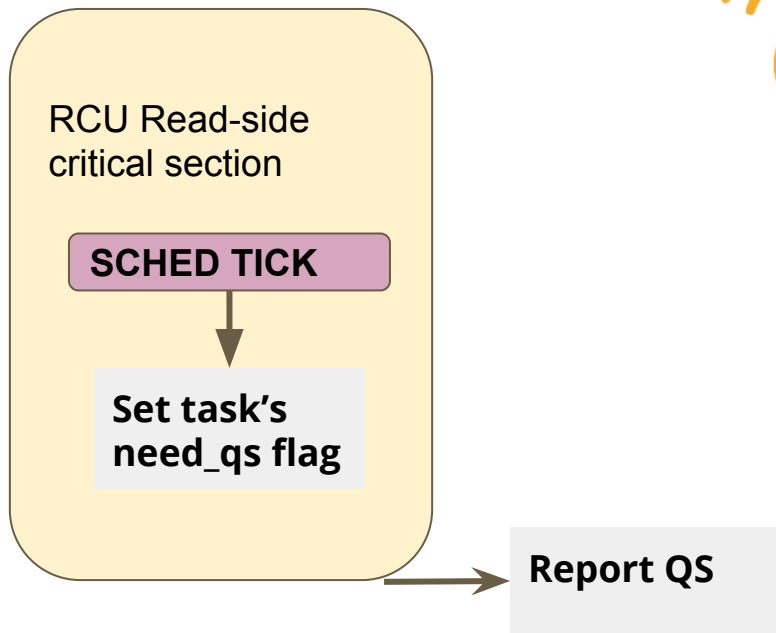 RCU Read-side
critical section
SCHED TICK
Set task’s
need_qs flag
Report QS